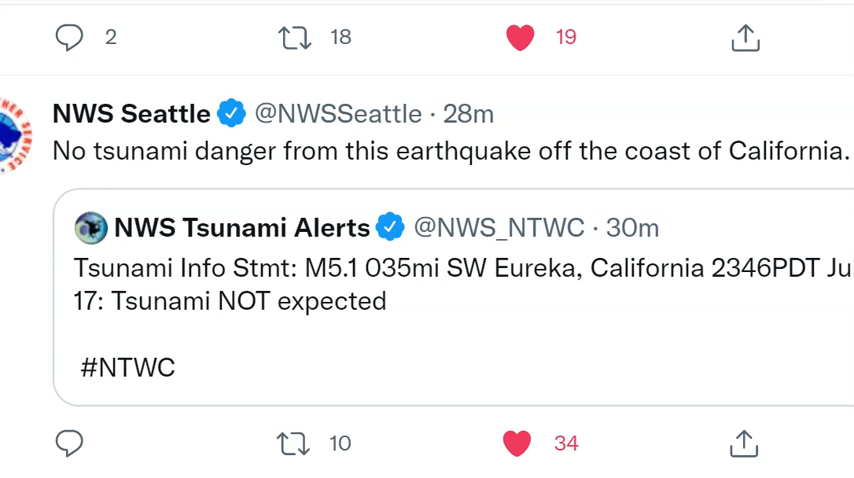 2 18 19
NWS Seattle @NWSSeattle · 28m
No tsunami danger from this earthquake off the coast of California.
NWS Tsunami Alerts @NWS_NTWC · 30m
Tsunami Info Stmt: M5.1 035mi SW Eureka, California 2346PDT Ju
17: Tsunami NOT expected
#NTWC
10 34